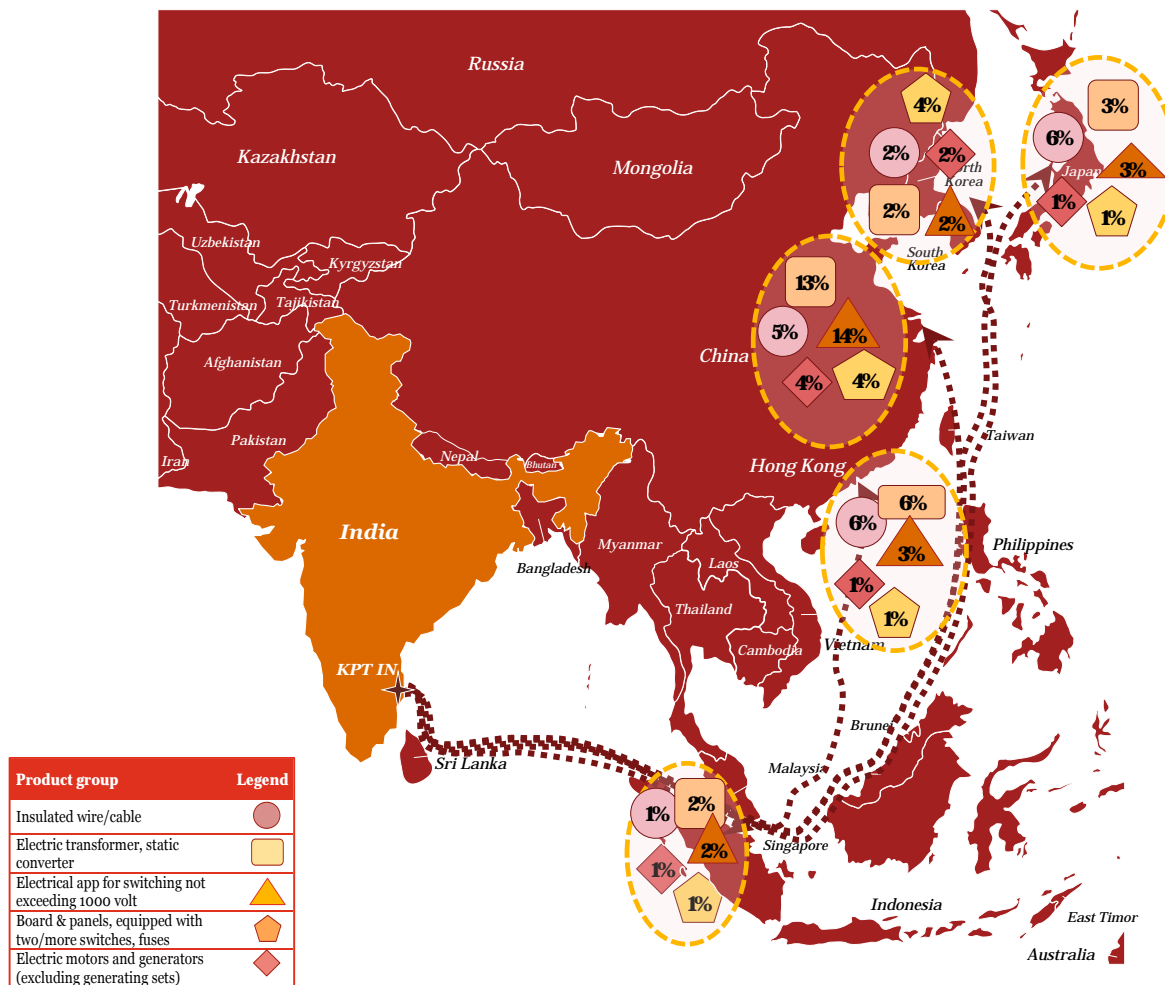 Russia
Kazakhstan
Mongolia
4%
2%
2%
North
Korea
2%
2%
South
Korea
3%
6%
Japan
3%
1%
1%
Uzbekistan
Kyrgyzstan
Turkmenistan
Tajikistan
Afghanistan
13%
5%
14%
China
4%
4%
Pakistan
Iran
Nepal
Bhutan
Taiwan
Hong Kong
India
6%
6%
3%
1%
1%
Myanmar
Laos
Philippines
Bangladesh
Thailand
Cambodia
Vietnam
KPT IN
Sri Lanka
Brunei
Malaysia
1%
2%
2%
1%
1%
Singapore
Indonesia
East Timor
Australia
Product group Legend
Insulated wire/cable
Electric transformer, static
converter
Electrical app for switching not
exceeding 1000 volt
Board & panels, equipped with
two/more switches, fuses
Electric motors and generators
(excluding generating sets)